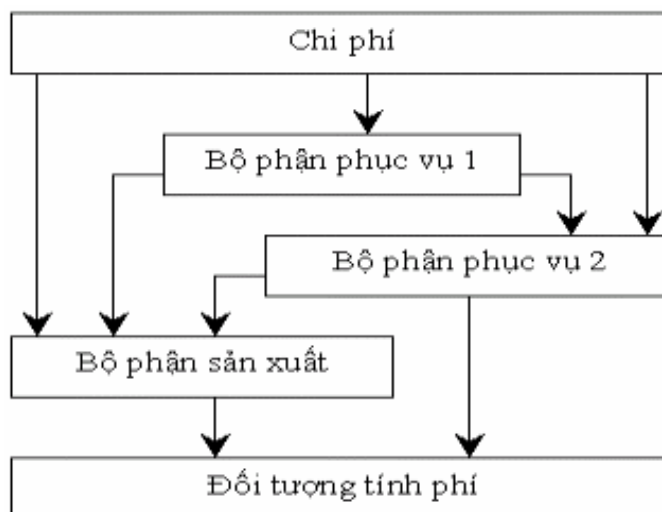 Chi phí
Bộ phận phục vụ 1
Bộ phận phục vụ 2
Bộ phận sản xuất
Đối tượng tính phí